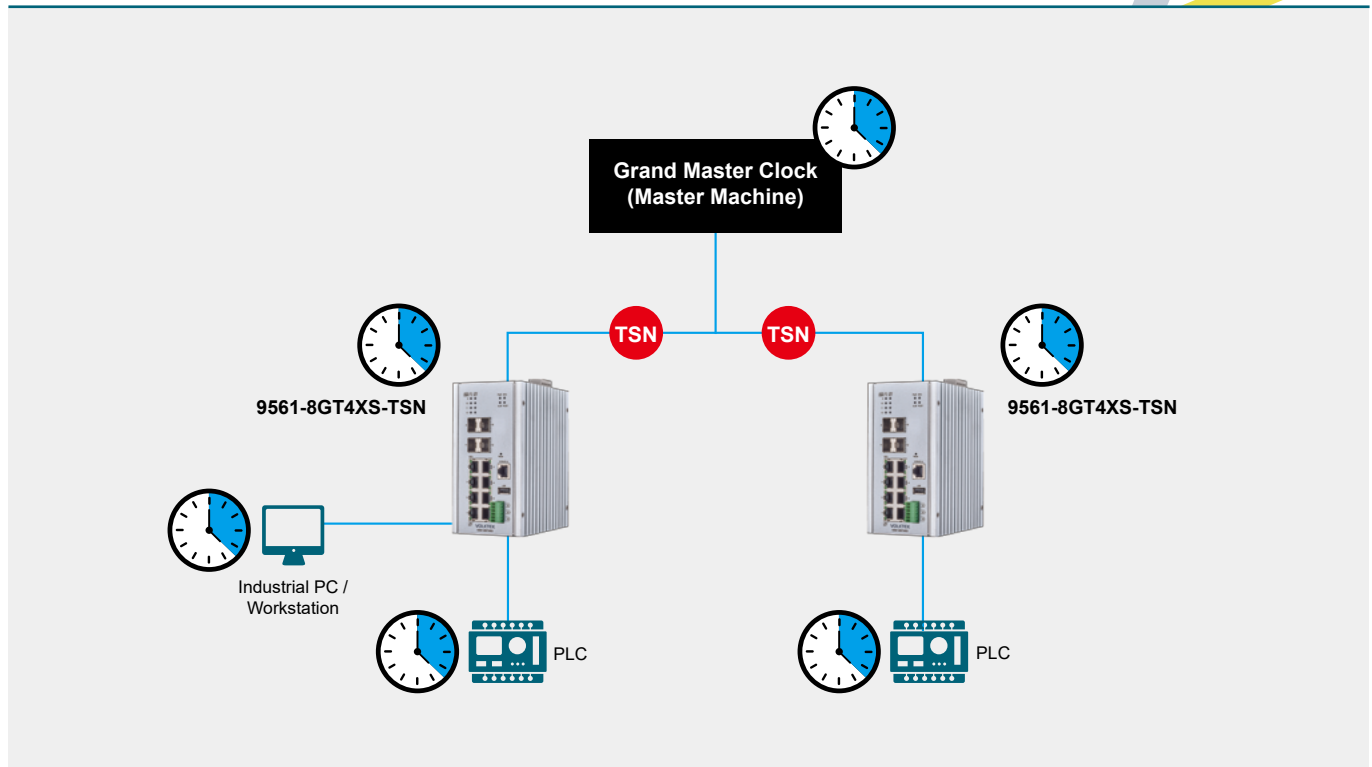 Grand Master Clock
(Master Machine)
TSN
TSN
9561-8GT4XS-TSN
9561-8GT4XS-TSN
Industrial PC /
Workstation
PLC
PLC